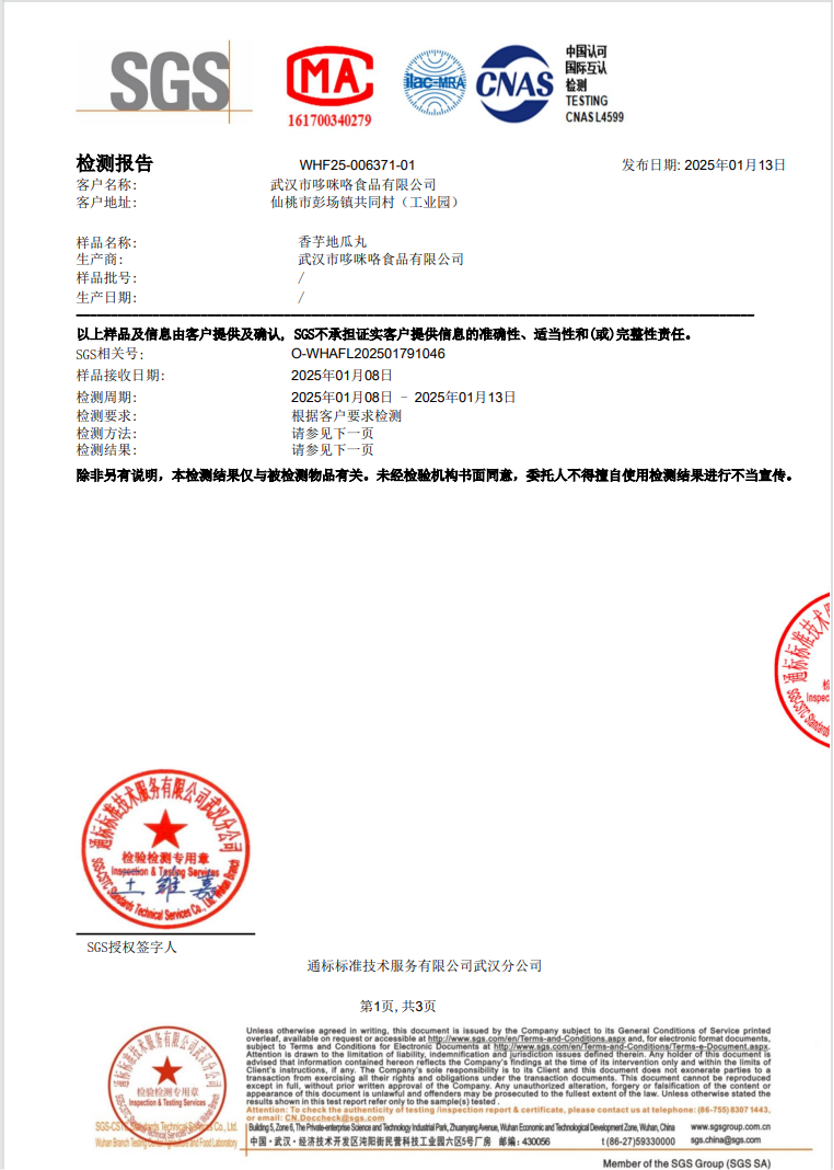 SGS
MA
161700340279
ilac-MRA
CNAS
中国认可
国际互认
检测
TESTING
CNAS L4599
检测报告 WHF25-006371-01 发布日期: 2025年01月13日
客户名称: 武汉市哆咪咯食品有限公司
客户地址: 仙桃市彭场镇共同村（工业园）
样品名称: 香芋地瓜丸
生产商: 武汉市哆咪咯食品有限公司
样品批号: /
生产日期: /
以上样品及信息由客户提供及确认, SGS不承担证实客户提供信息的准确性、适当性和(或)完整性责任。
SGS相关号: O-WHAFL202501791046
样品接收日期: 2025年01月08日
检测周期: 2025年01月08日 - 2025年01月13日
检测要求: 根据客户要求检测
检测方法: 请参见下一页
检测结果: 请参见下一页
除非另有说明，本检测结果仅与被检测物品有关。未经检验机构书面同意，委托人不得擅自使用检测结果进行不当宣传。
通标标准技术
SGS
Standards
检
Inspec
通标标准技术服务有限公司武汉分公司
检验检测专用章
Inspection & Testing Services
王维嘉
SGS-CSTC Standards Technical Services Co., Ltd. Wuhan Branch
SGS授权签字人
通标标准技术服务有限公司武汉分公司
第1页, 共3页
通标标准技术服务有限公司武汉分公司
检验检测专用章
Inspection & Testing Services
SGS-CSTC Standards Technical Services Co., Ltd.
Wuhan Branch Testing Center Agriculture and Food Laboratory
Unless otherwise agreed in writing, this document is issued by the Company subject to its General Conditions of Service printed
overleaf, available on request or accessible at http://www.sgs.com/en/Terms-and-Conditions.aspx and, for electronic format documents,
subject to Terms and Conditions for Electronic Documents at http://www.sgs.com/en/Terms-and-Conditions/Terms-e-Document.aspx.
Attention is drawn to the limitation of liability, indemnification and jurisdiction issues defined therein. Any holder of this document is
advised that information contained hereon reflects the Company's findings at the time of its intervention only and within the limits of
Client's instructions, if any. The Company's sole responsibility is to its Client and this document does not exonerate parties to a
transaction from exercising all their rights and obligations under the transaction documents. This document cannot be reproduced
except in full, without prior written approval of the Company. Any unauthorized alteration, forgery or falsification of the content or
appearance of this document is unlawful and offenders may be prosecuted to the fullest extent of the law. Unless otherwise stated the
results shown in this test report refer only to the sample(s) tested .
Attention: To check the authenticity of testing /inspection report & certificate, please contact us at telephone: (86-755) 8307 1443,
or email: CN.Doccheck@sgs.com
Building 5, Zone 6, The Private-enterprise Science and Technology Industrial Park, Zhuanyang Avenue, Wuhan Economic and Technological Development Zone, Wuhan, China www.sgsgroup.com.cn
中国・武汉・经济技术开发区沌阳街民营科技工业园六区5号厂房 邮编: 430056 t (86-27)59330000 sgs.china@sgs.com
Member of the SGS Group (SGS SA)